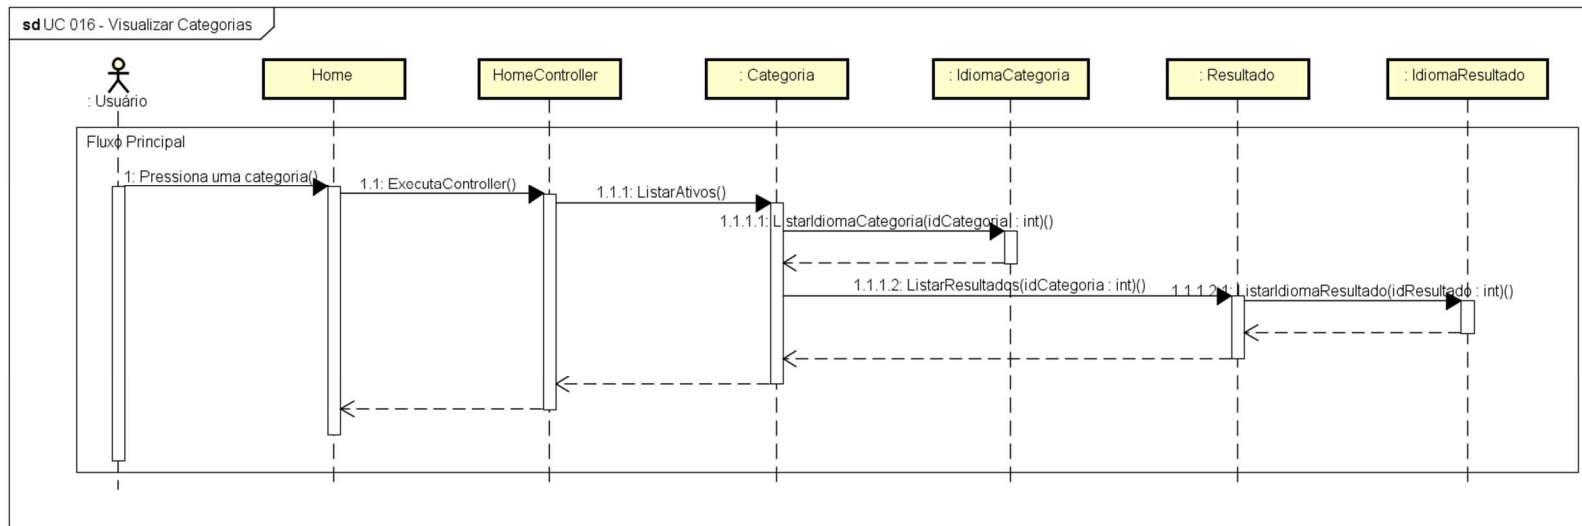 sd UC 016 - Visualizar Categorias
: Usuário
Home
HomeController
: Categoria
: IdiomaCategoria
: Resultado
: IdiomaResultado
Fluxo Principal
1: Pressiona uma categoria()
1.1: ExecutaController()
1.1.1: ListarAtivos()
1.1.1.1: ListarIdiomaCategoria(idCategoria : int)()
1.1.1.2: ListarResultados(idCategoria : int)()
1.1.1.2.1: ListarIdiomaResultado(idResultado : int)()